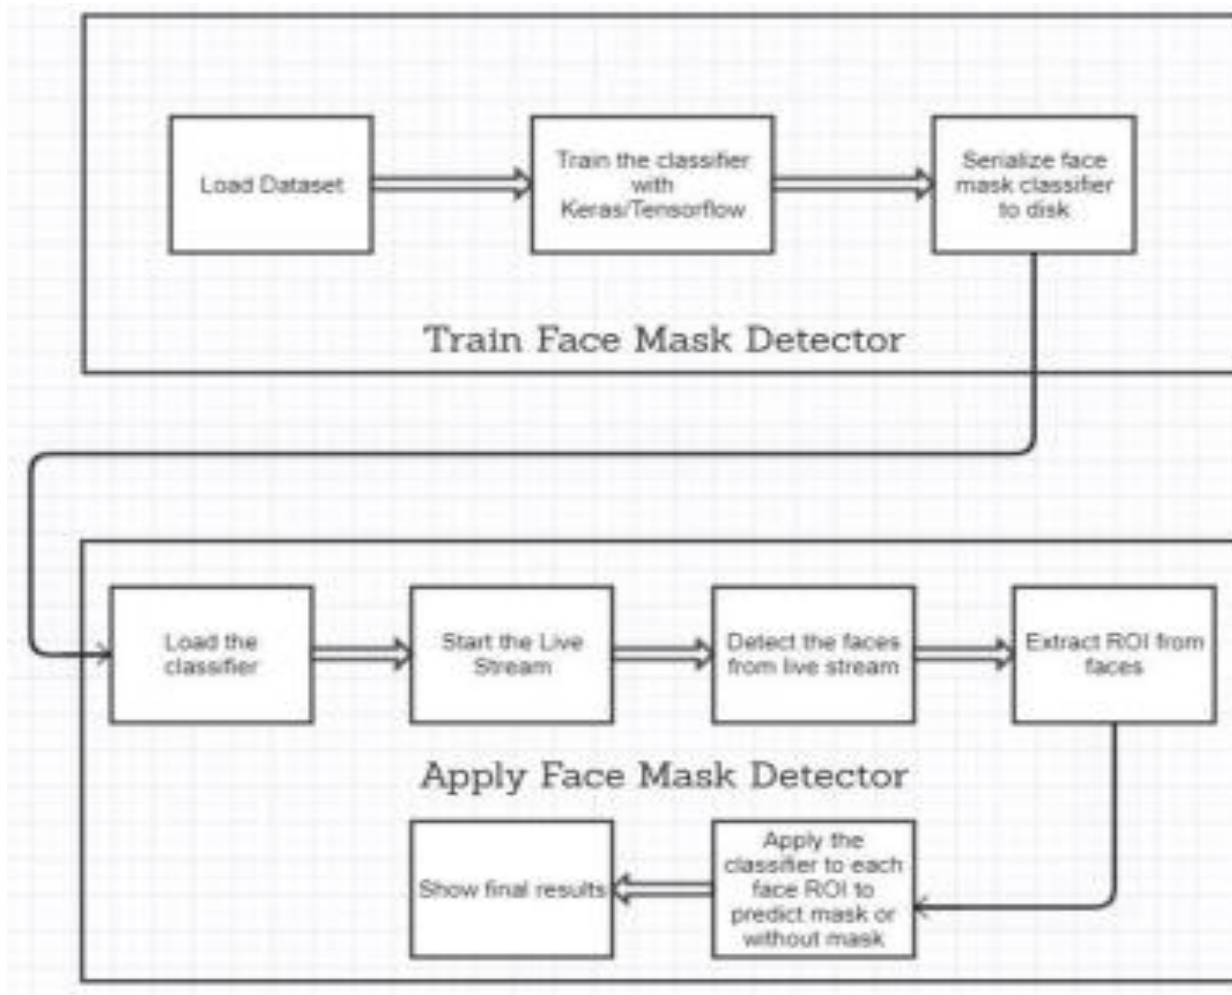 Load Dataset
Train the classifier
with
Keras/Tensorflow
Serialize face
mask classifier
to disk
Train Face Mask Detector
Load the
classifier
Start the Live
Stream
Detect the faces
from live stream
Extract ROI from
faces
Apply Face Mask Detector
Apply the
classifier to each
face ROI to
predict mask or
without mask
Show final results